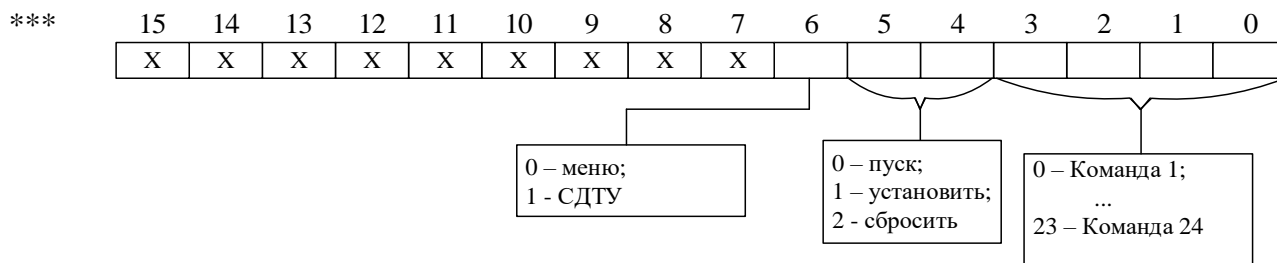 *** 15 14 13 12 11 10 9 8 7 6 5 4 3 2 1 0
X X X X X X X X X
0 – меню;
1 - СДТУ
0 – пуск;
1 – установить;
2 - сбросить
0 – Команда 1;
...
23 – Команда 24